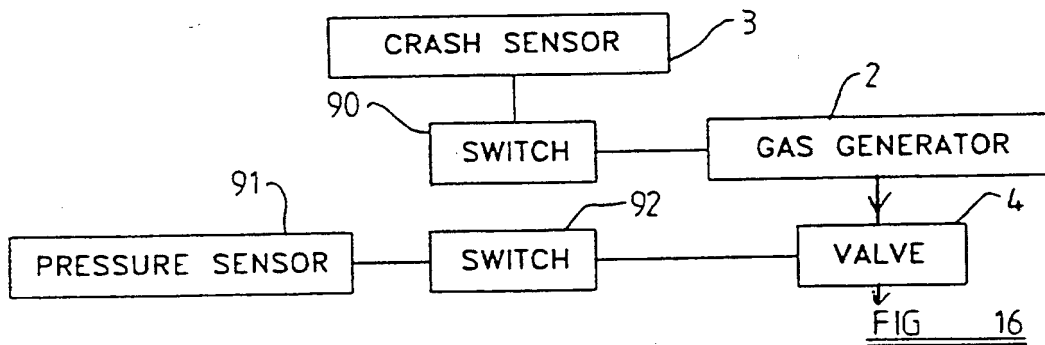 CRASH SENSOR
3
90
SWITCH
2
GAS GENERATOR
91
PRESSURE SENSOR
92
SWITCH
4
VALVE
FIG 16